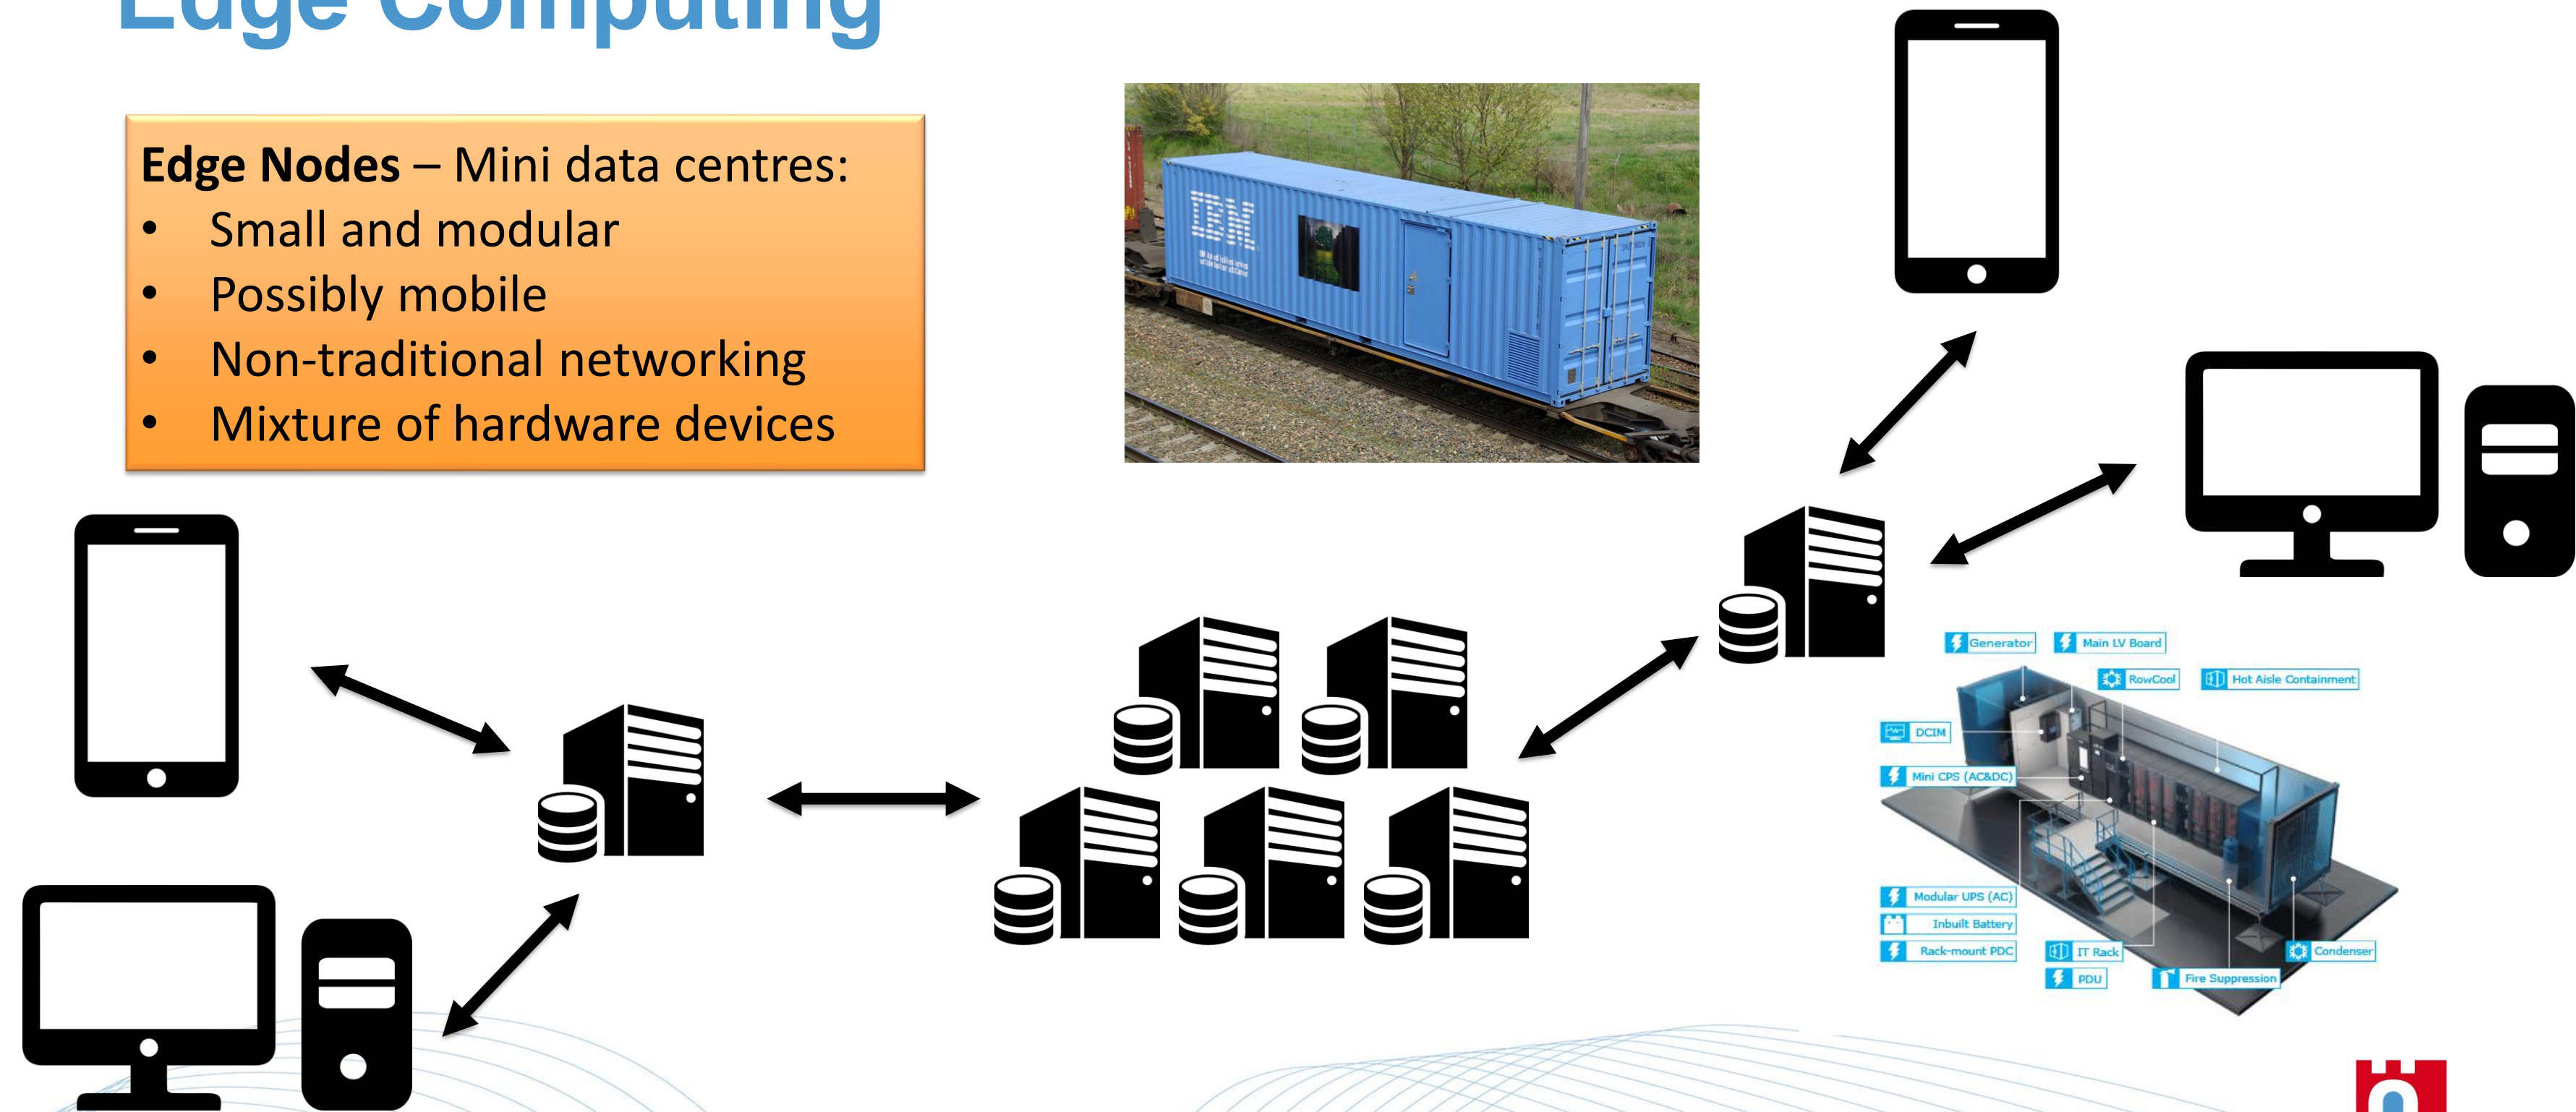 Edge Computing
Edge Nodes – Mini data centres:
• Small and modular
• Possibly mobile
• Non-traditional networking
• Mixture of hardware devices
IBM
Generator
Main LV Board
RowCool
Hot Aisle Containment
DCIM
Mini CPS (AC&DC)
Modular UPS (AC)
Inbuilt Battery
Rack-mount PDC
IT Rack
PDU
Fire Suppression
Condenser